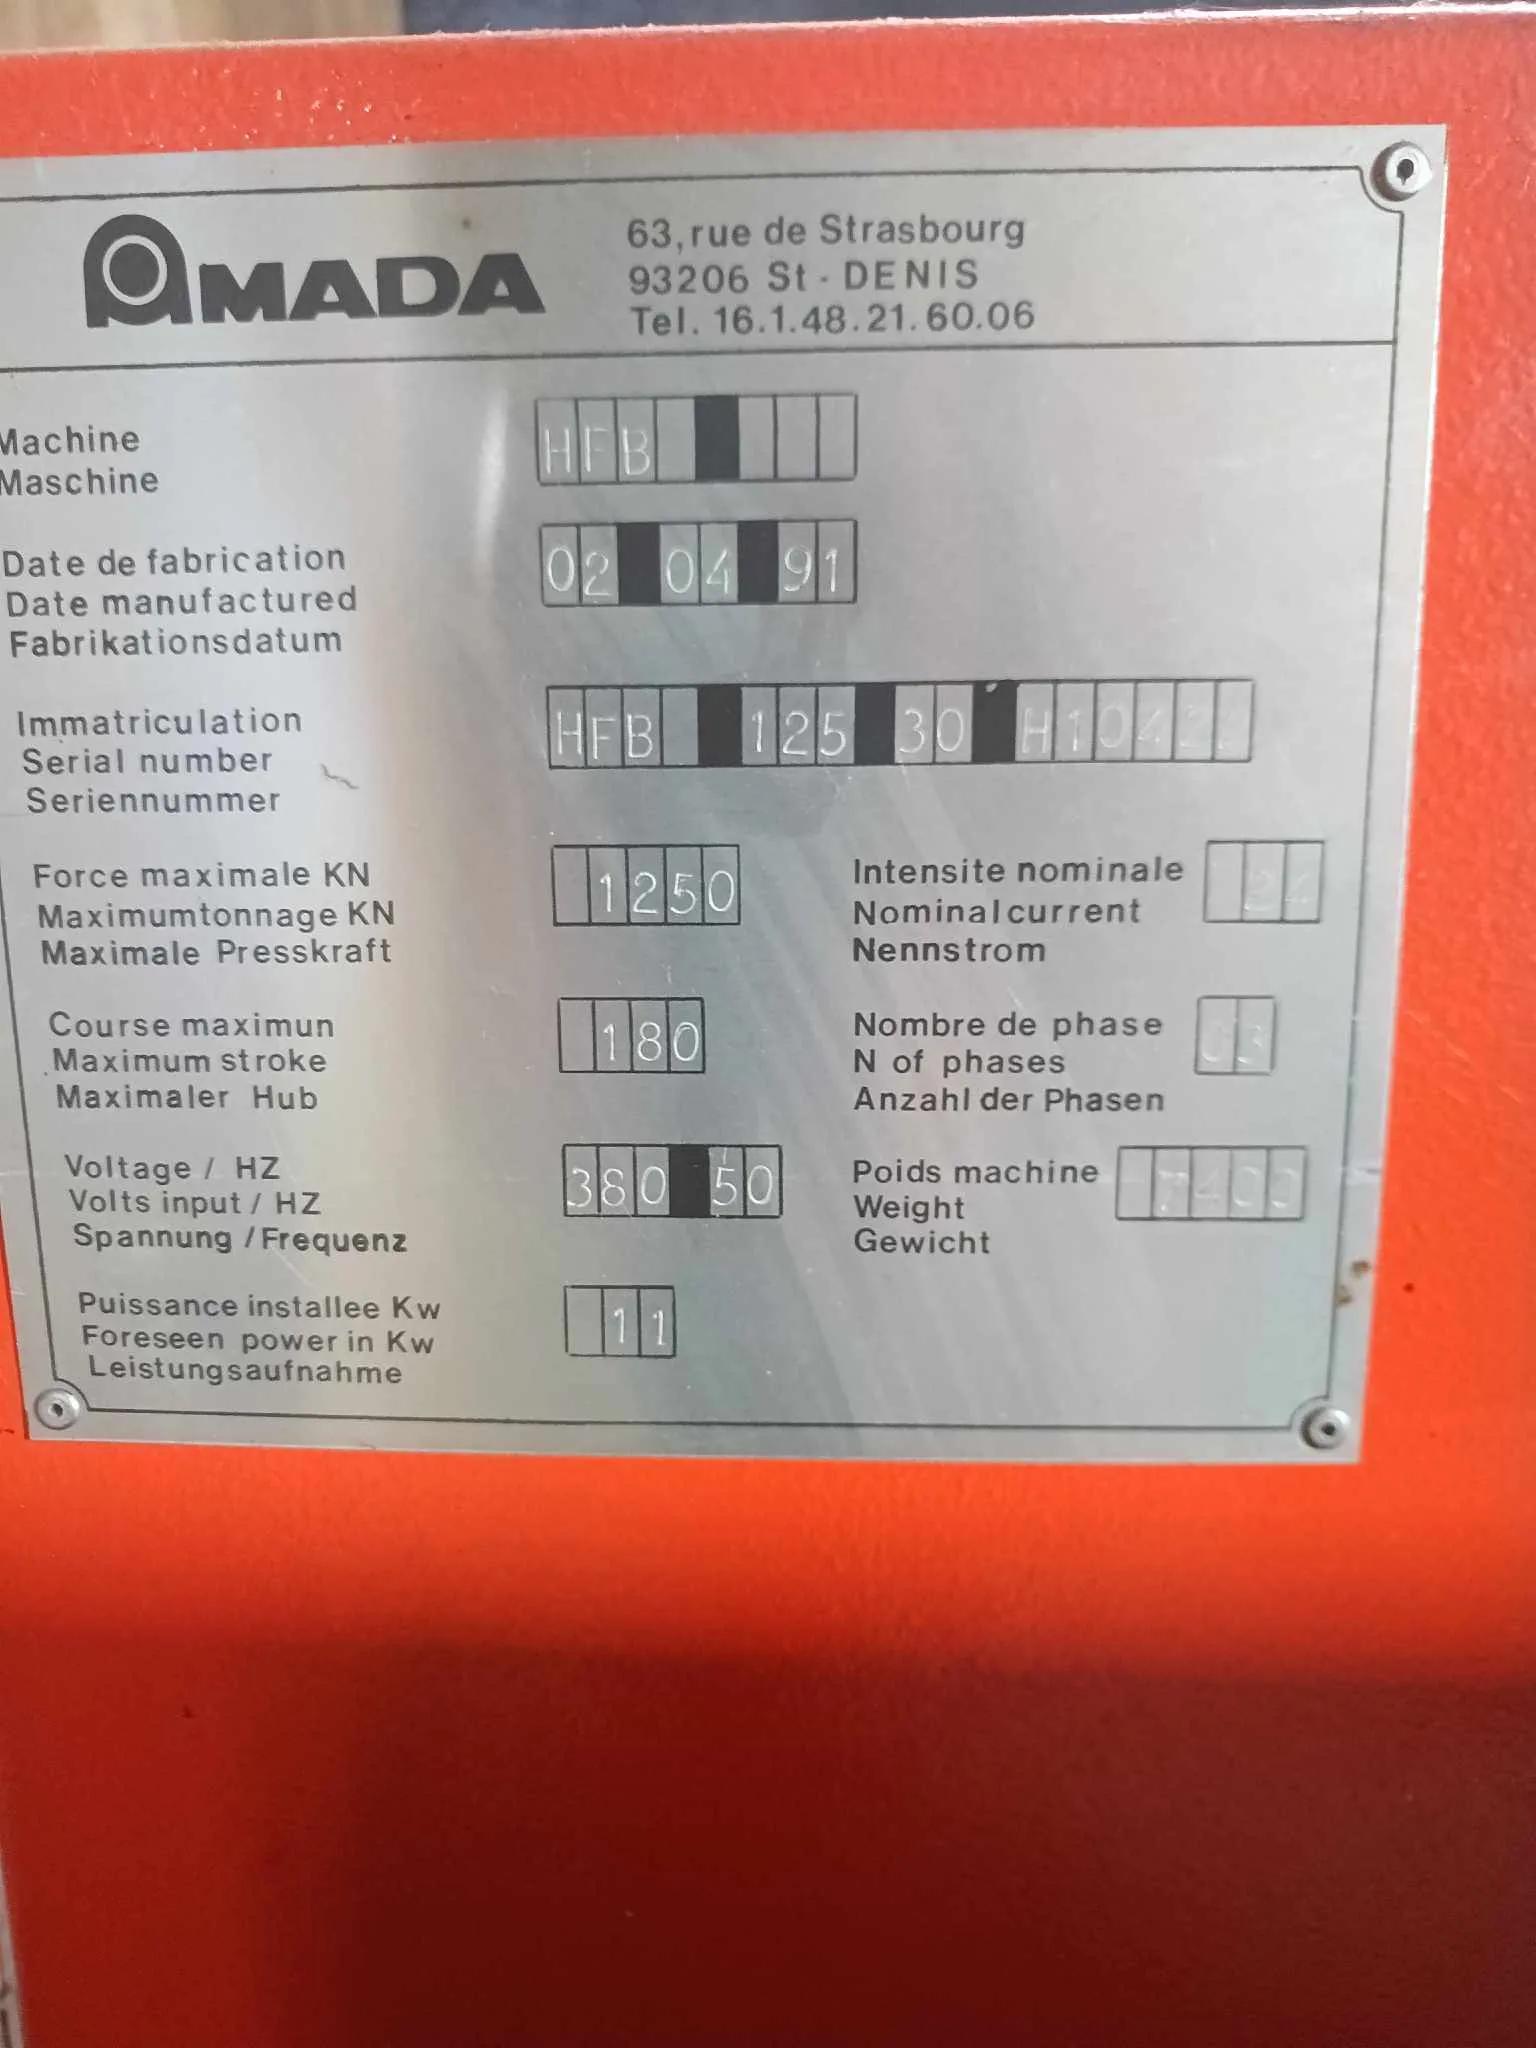 AMADA
63, rue de Strasbourg
93206 St - DENIS
Tel. 16.1.48.21.60.06
Machine
Maschine
HFB
Date de fabrication
Date manufactured
Fabrikationsdatum
02 04 91
Immatriculation
Serial number
Seriennummer
HFB 125 30
Force maximale KN
Maximumtonnage KN
Maximale Presskraft
1250
Intensite nominale
Nominal current
Nennstrom
24
Course maximun
Maximum stroke
Maximaler Hub
180
Nombre de phase
N of phases
Anzahl der Phasen
03
Voltage / HZ
Volts input / HZ
Spannung / Frequenz
380 50
Poids machine
Weight
Gewicht
7400
Puissance installee Kw
Foreseen power in Kw
Leistungsaufnahme
11